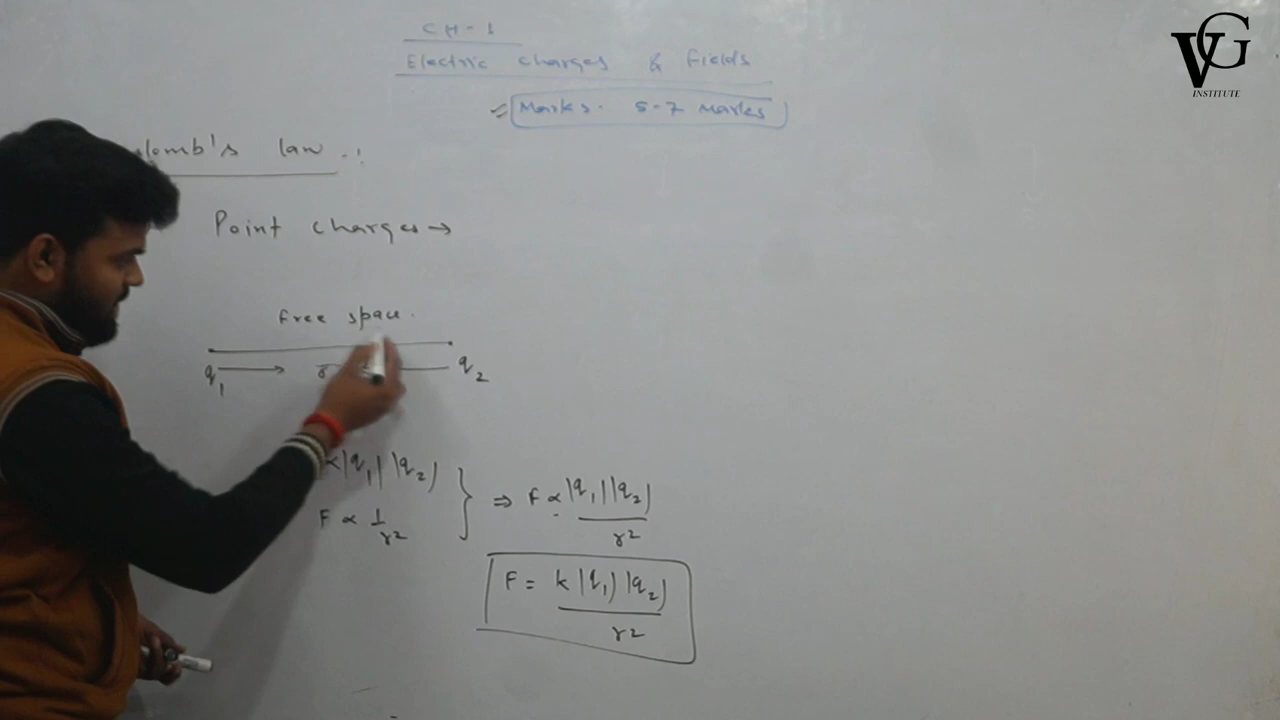 CH-1
Electric charges & Fields
Marks. 5-7 Marks
VG
INSTITUTE
lomb's law.
Point charges →
free space.
q1 → r q2
∝|q1| |q2|
F ∝ 1/r2
⇒ F ∝ |q1||q2|/r2
F = k|q1||q2|/r2